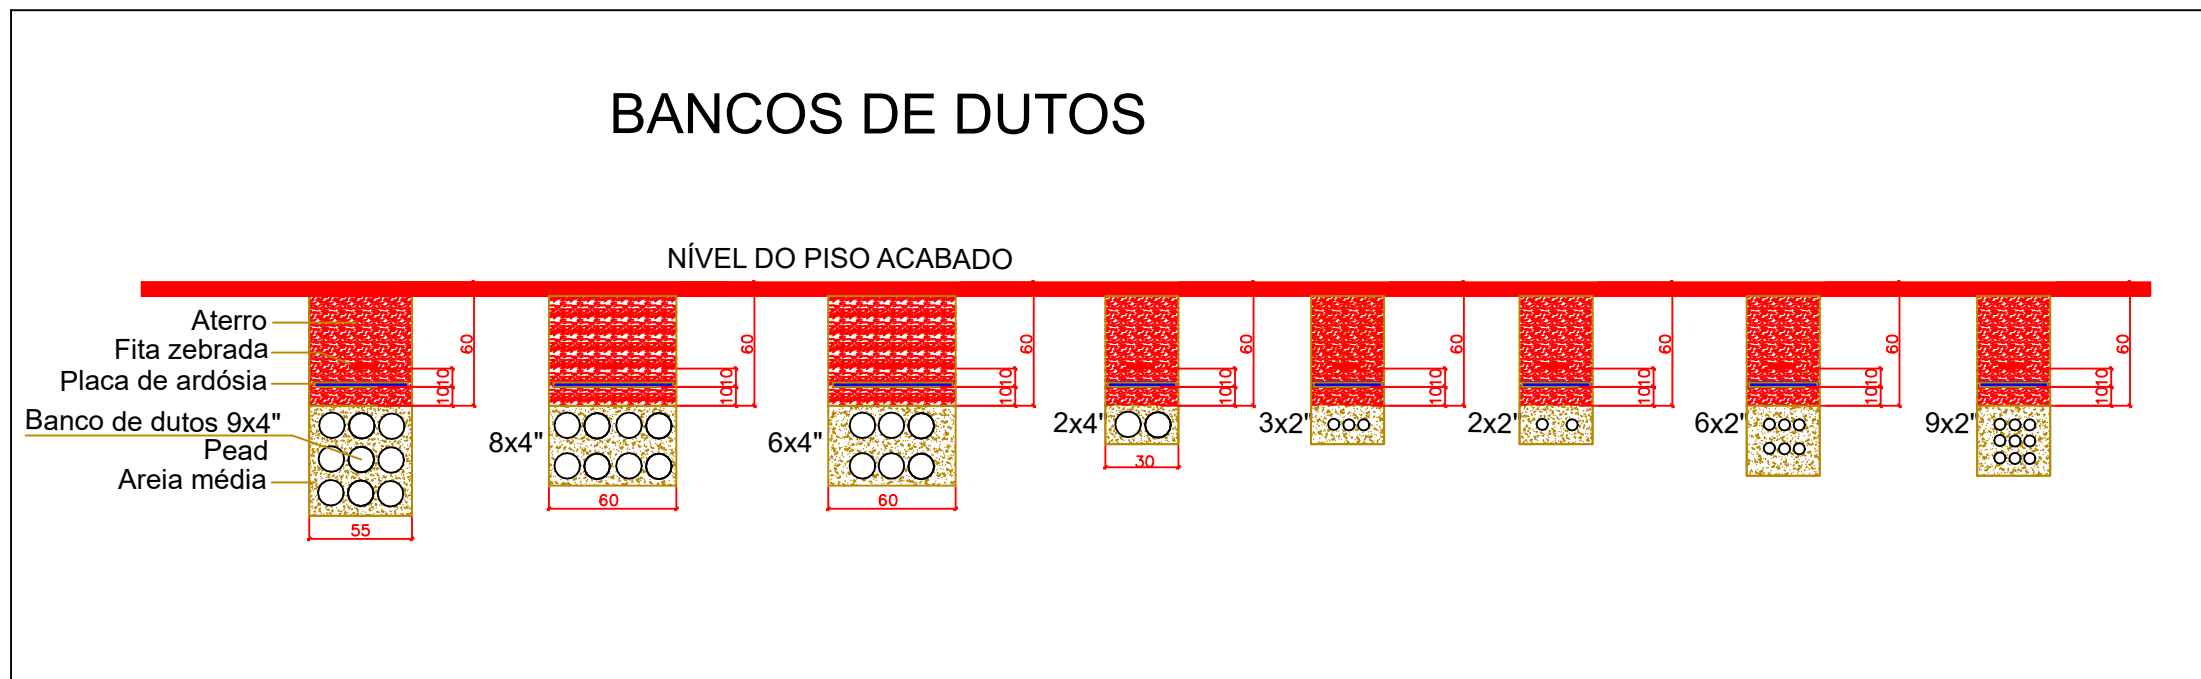 BANCOS DE DUTOS
NÍVEL DO PISO ACABADO
Aterro
Fita zebrada
Placa de ardósia
Banco de dutos 9x4"
Pead
Areia média
8x4"
6x4"
2x4"
3x2"
2x2"
6x2"
9x2"
60
10
10
60
10
10
60
10
10
60
10
10
60
10
10
60
10
10
60
10
10
60
10
10
55
60
60
30